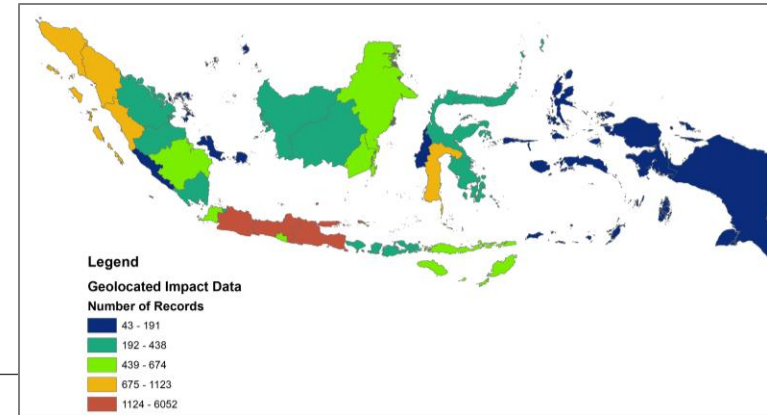 Legend
Geolocated Impact Data
Number of Records
43 - 191
192 - 438
439 - 674
675 - 1123
1124 - 6052